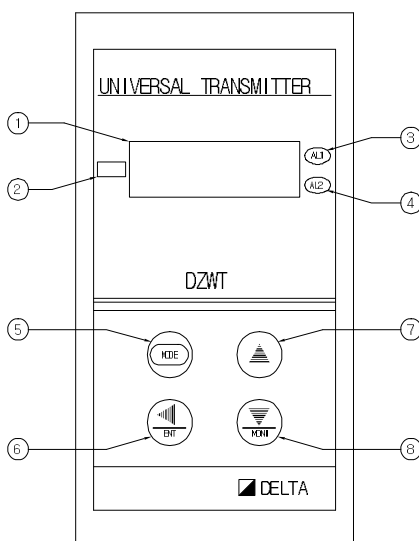 UNIVERSAL TRANSMITTER
1
3
AL1
2
AL2
4
DZWT
5
MODE
7
6
ENT
MONI
8
DELTA